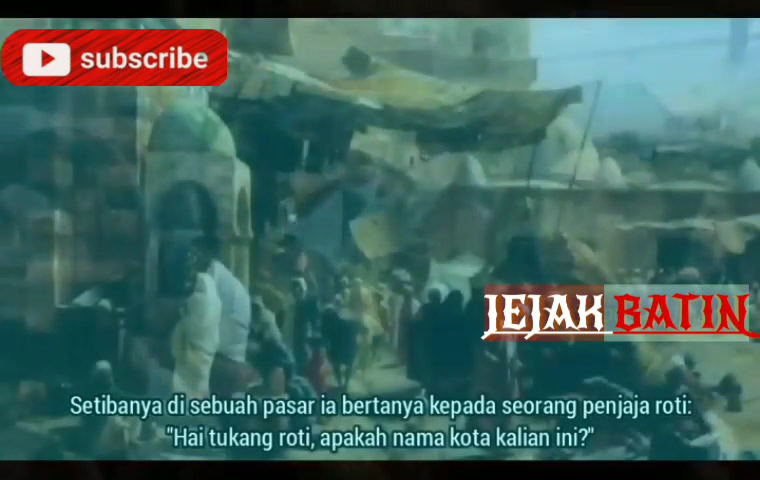 subscribe
JEJAK BATIN
Setibanya di sebuah pasar ia bertanya kepada seorang penjaja roti:
"Hai tukang roti, apakah nama kota kalian ini?"